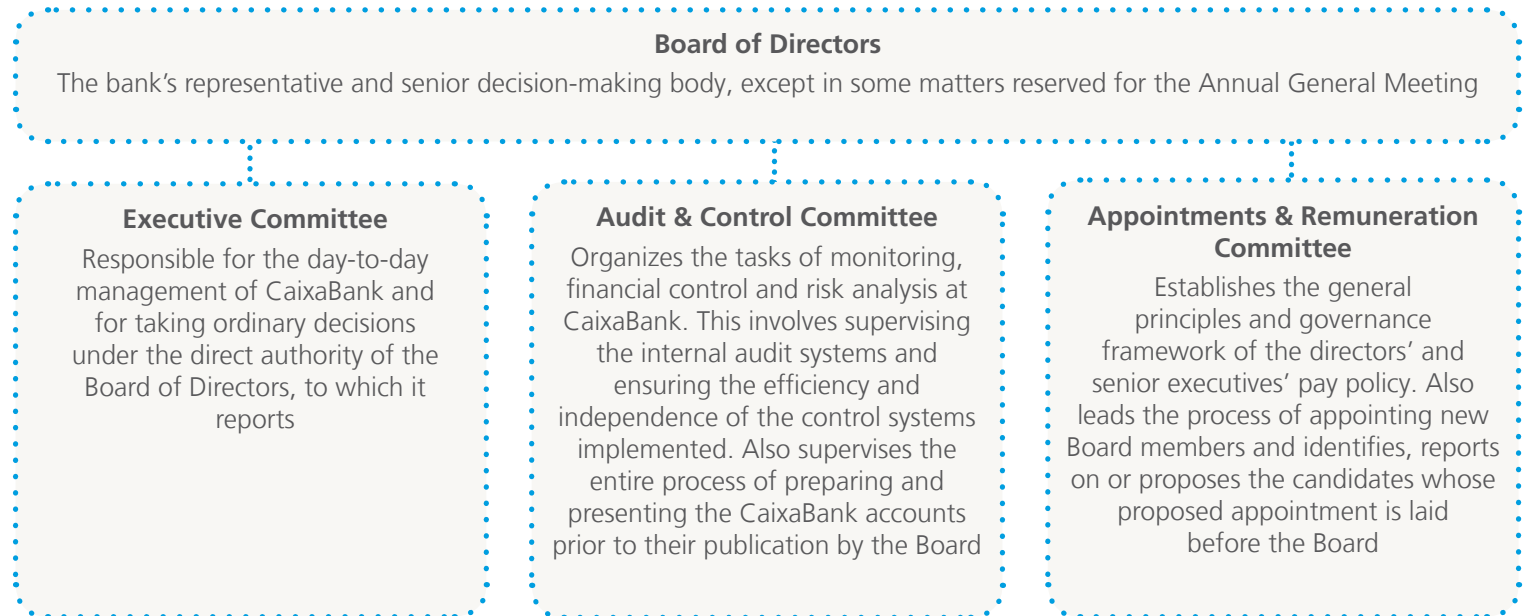 Board of Directors
The bank’s representative and senior decision-making body, except in some matters reserved for the Annual General Meeting
Executive Committee
Responsible for the day-to-day
management of CaixaBank and
for taking ordinary decisions
under the direct authority of the
Board of Directors, to which it
reports
Audit & Control Committee
Organizes the tasks of monitoring,
financial control and risk analysis at
CaixaBank. This involves supervising
the internal audit systems and
ensuring the efficiency and
independence of the control systems
implemented. Also supervises the
entire process of preparing and
presenting the CaixaBank accounts
prior to their publication by the Board
Appointments & Remuneration
Committee
Establishes the general
principles and governance
framework of the directors’ and
senior executives’ pay policy. Also
leads the process of appointing new
Board members and identifies, reports
on or proposes the candidates whose
proposed appointment is laid
before the Board